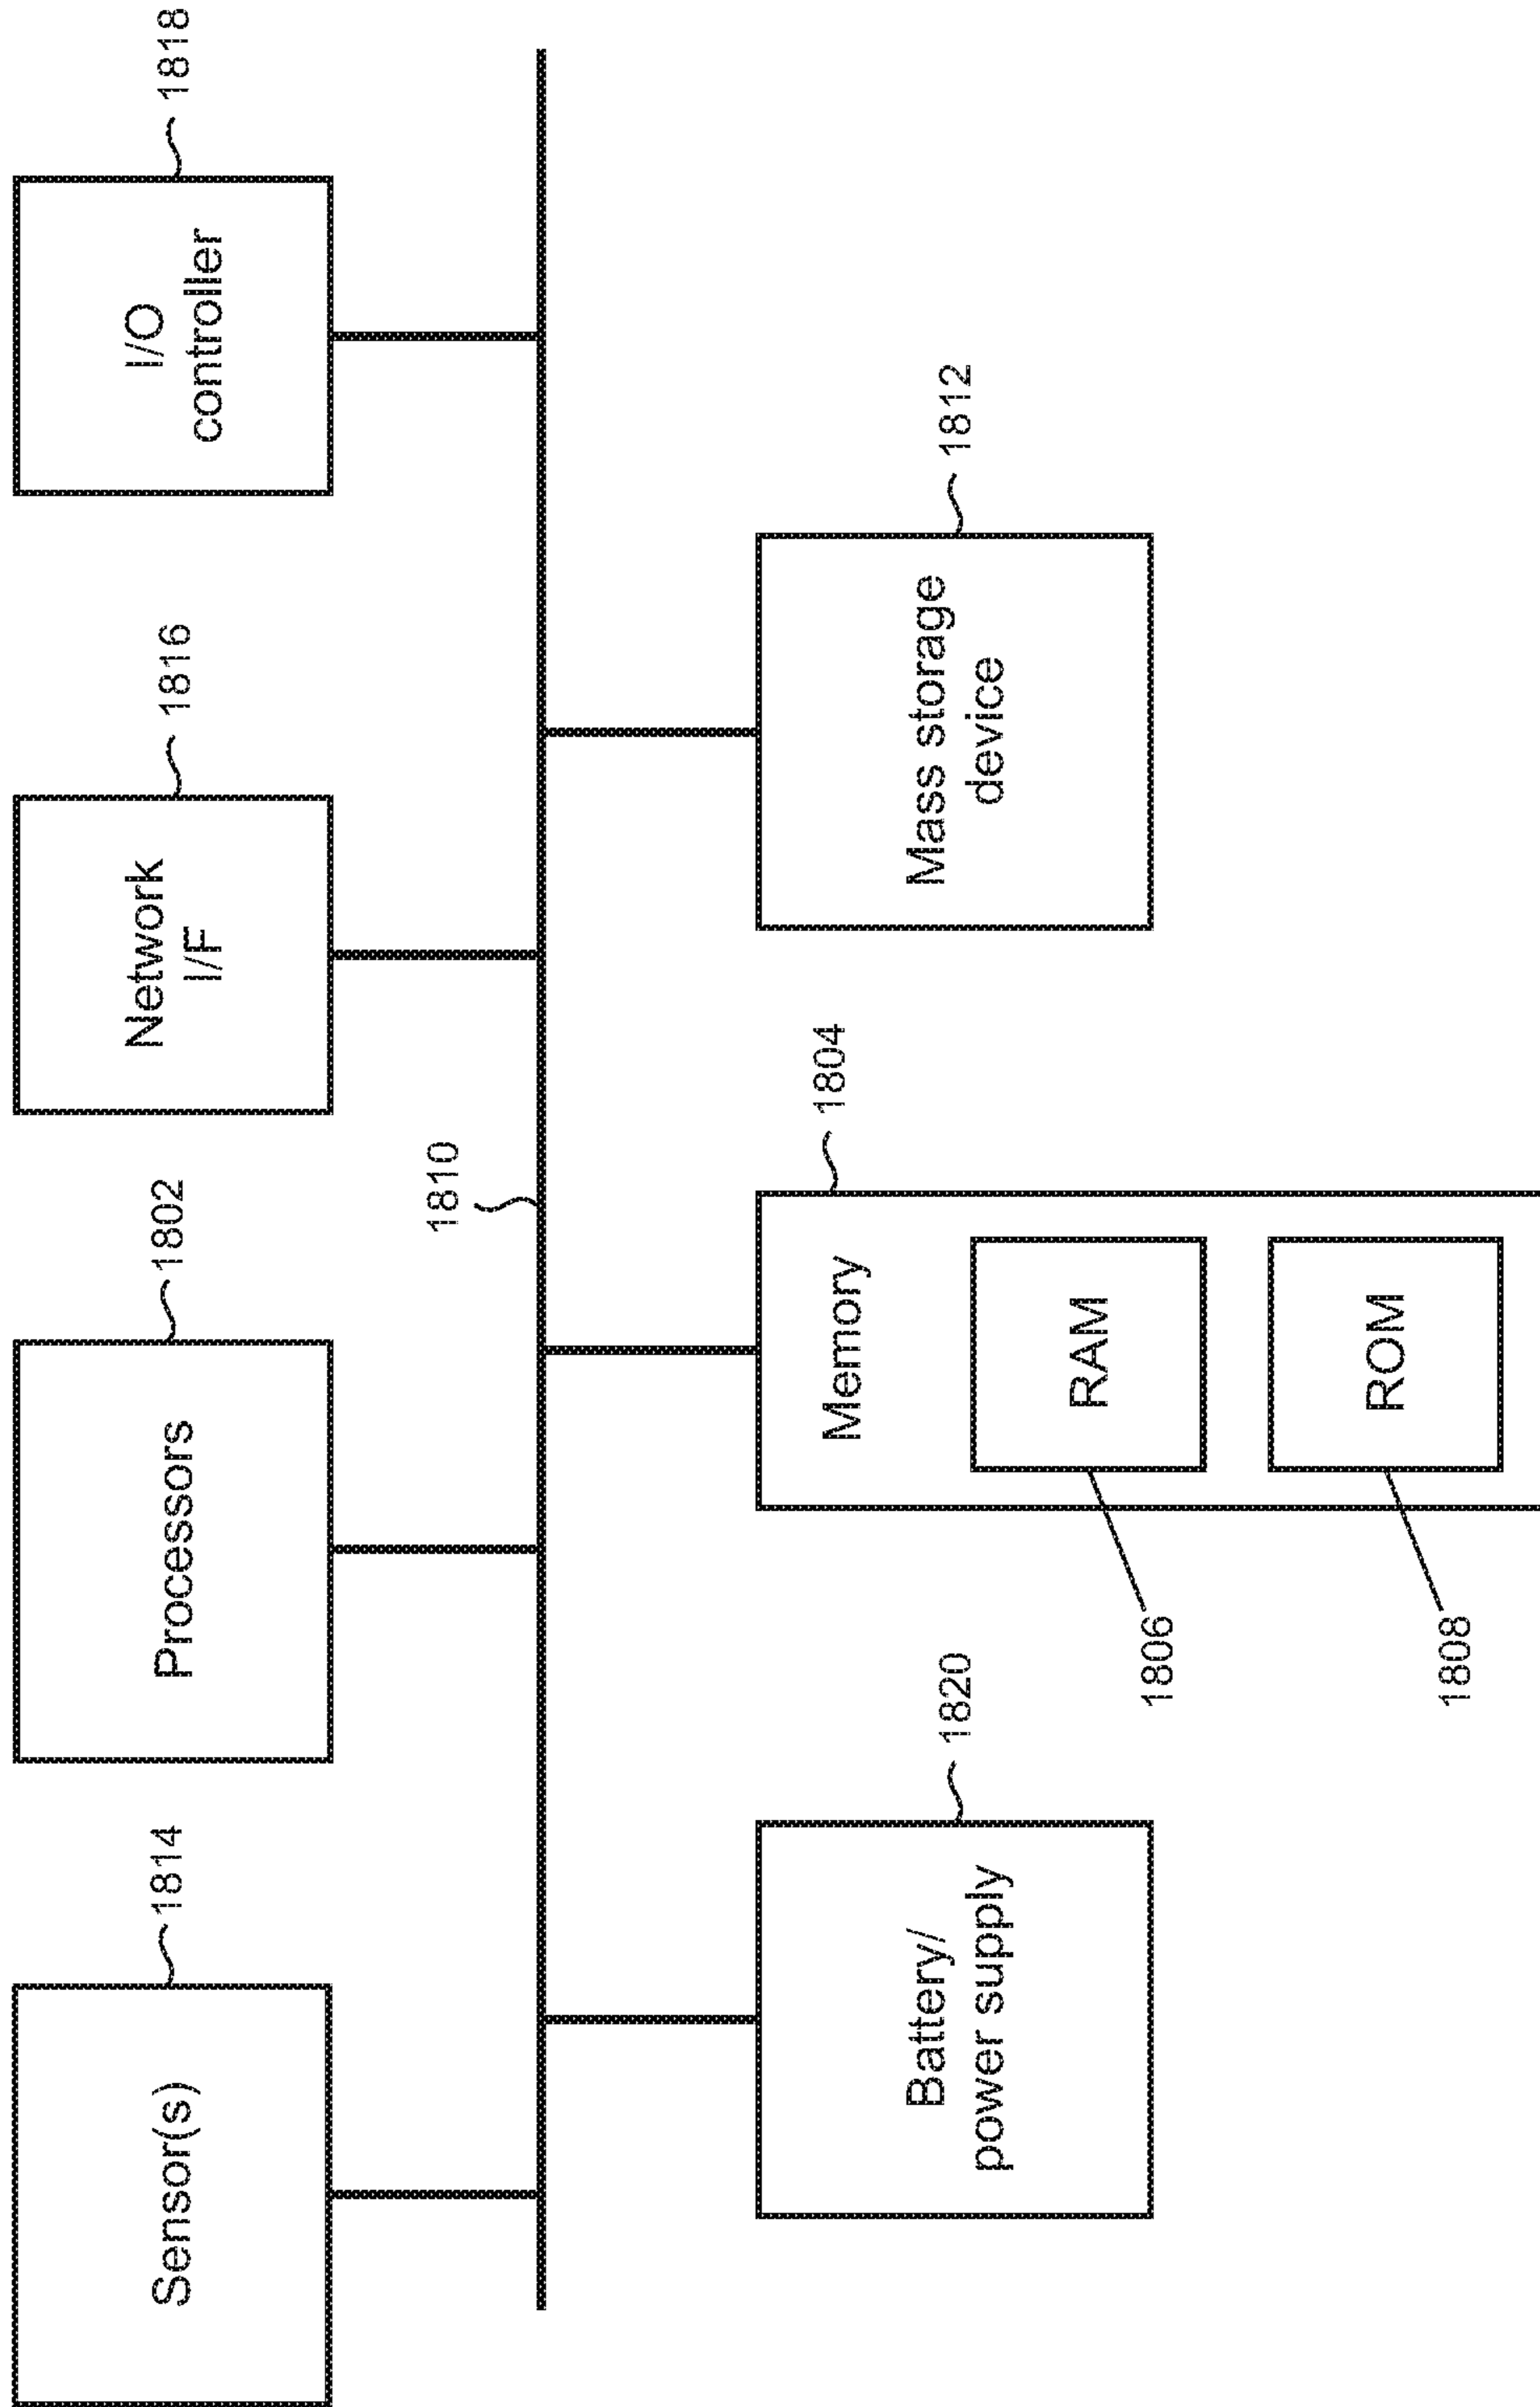 Sensor(s)
1814
Processors
1802
Network
I/F
1816
I/O
controller
1818
1810
Battery/
power supply
1820
Memory
1804
RAM
1806
ROM
1808
Mass storage
device
1812